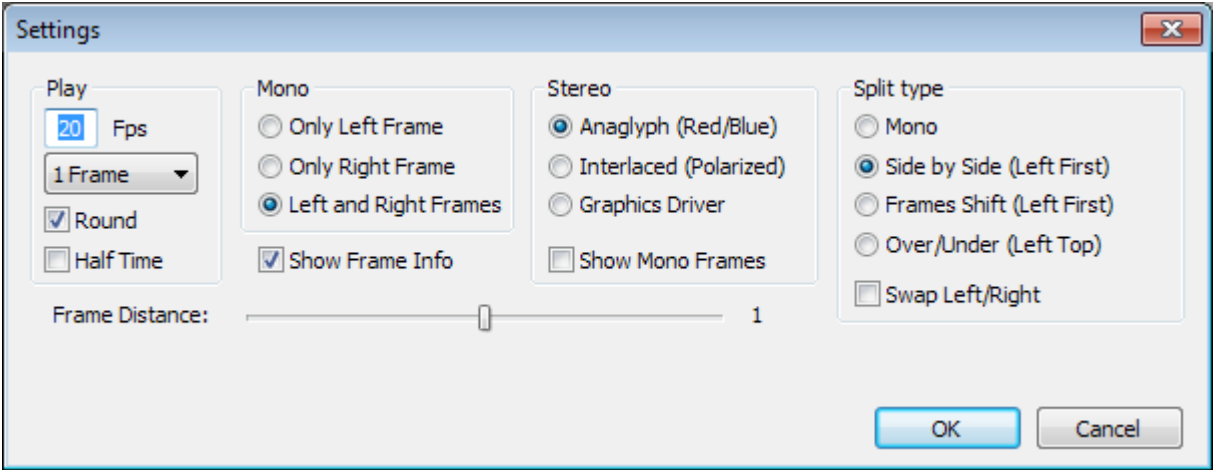 Settings
Play
20 Fps
1 Frame
Round
Half Time
Mono
Only Left Frame
Only Right Frame
Left and Right Frames
Show Frame Info
Stereo
Anaglyph (Red/Blue)
Interlaced (Polarized)
Graphics Driver
Show Mono Frames
Split type
Mono
Side by Side (Left First)
Frames Shift (Left First)
Over/Under (Left Top)
Swap Left/Right
Frame Distance: 1
OK
Cancel